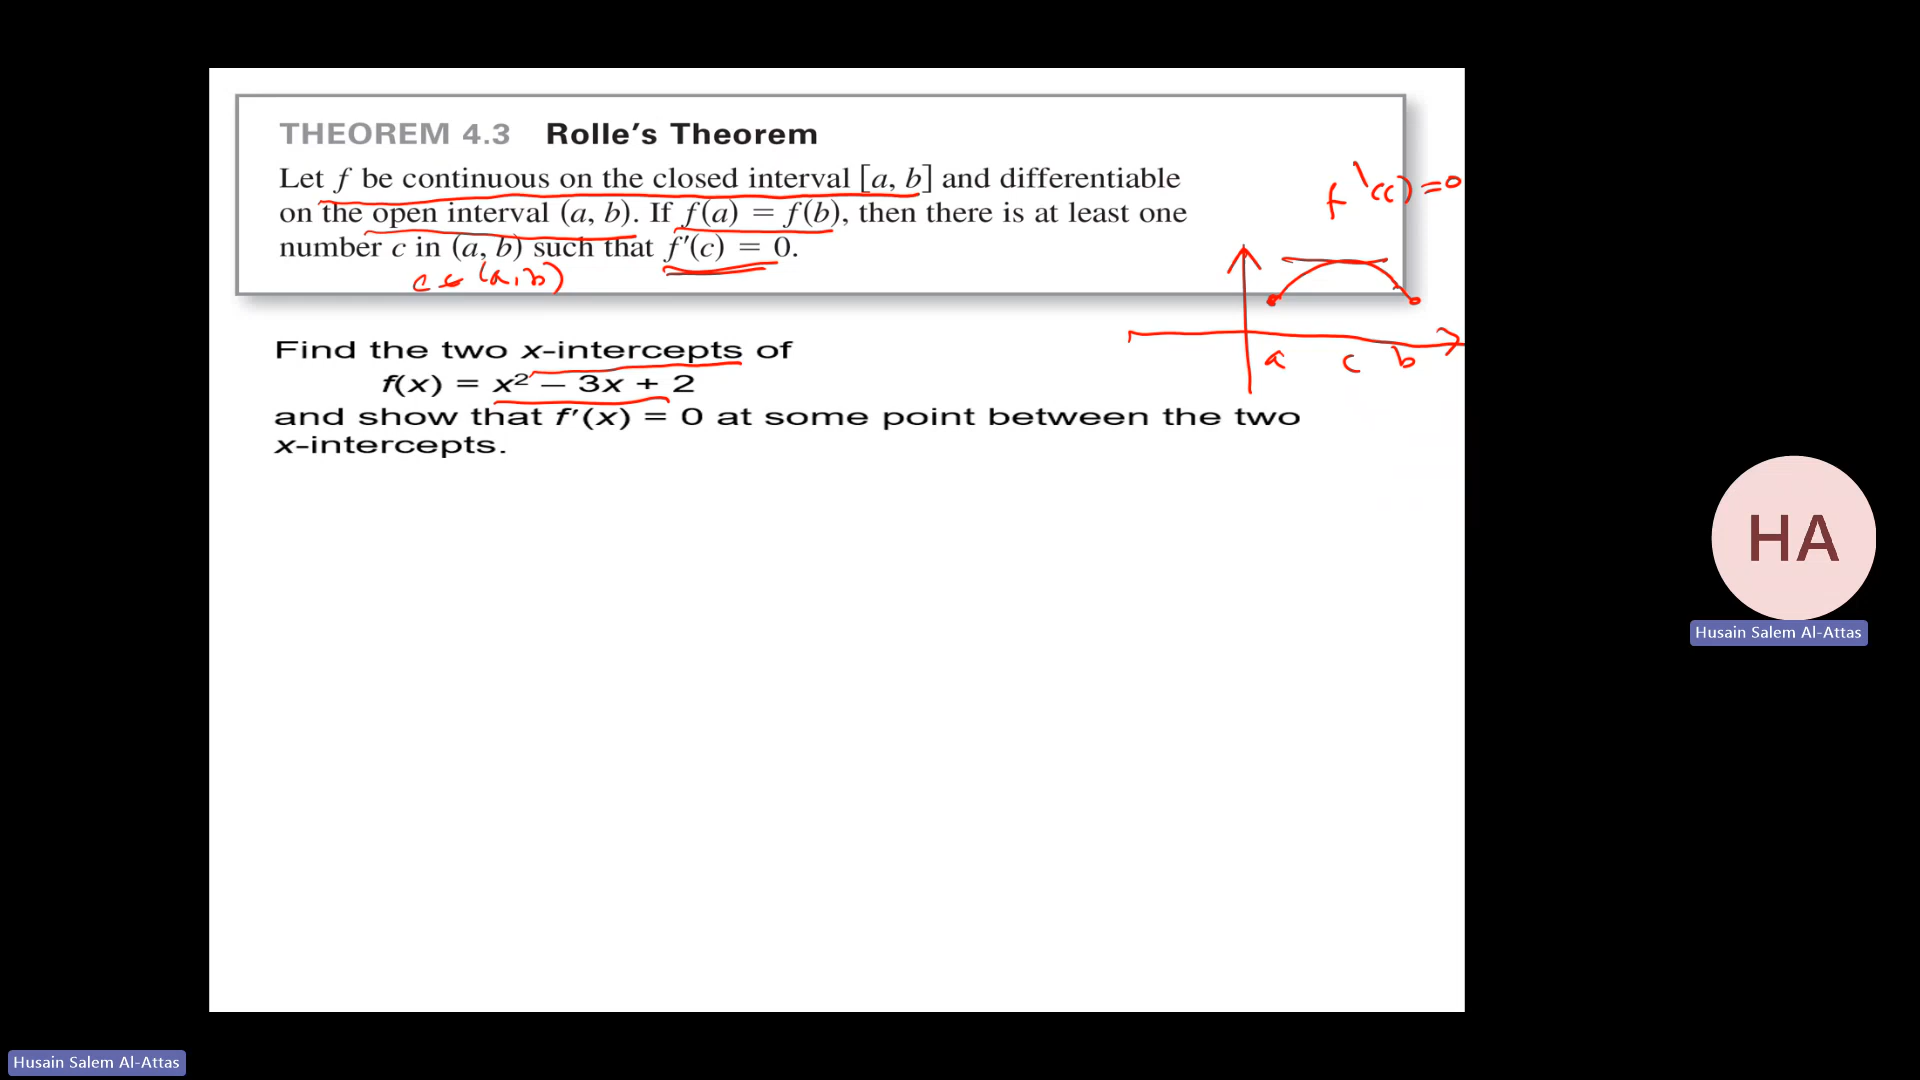 THEOREM 4.3 Rolle's Theorem
Let f be continuous on the closed interval [a, b] and differentiable
on the open interval (a, b). If f(a) = f(b), then there is at least one
number c in (a, b) such that f′(c) = 0.
c ∈ (a, b)
f'(c) = 0
a c b
Find the two x-intercepts of
f(x) = x² – 3x + 2
and show that f′(x) = 0 at some point between the two
x-intercepts.
HA
Husain Salem Al-Attas
Husain Salem Al-Attas